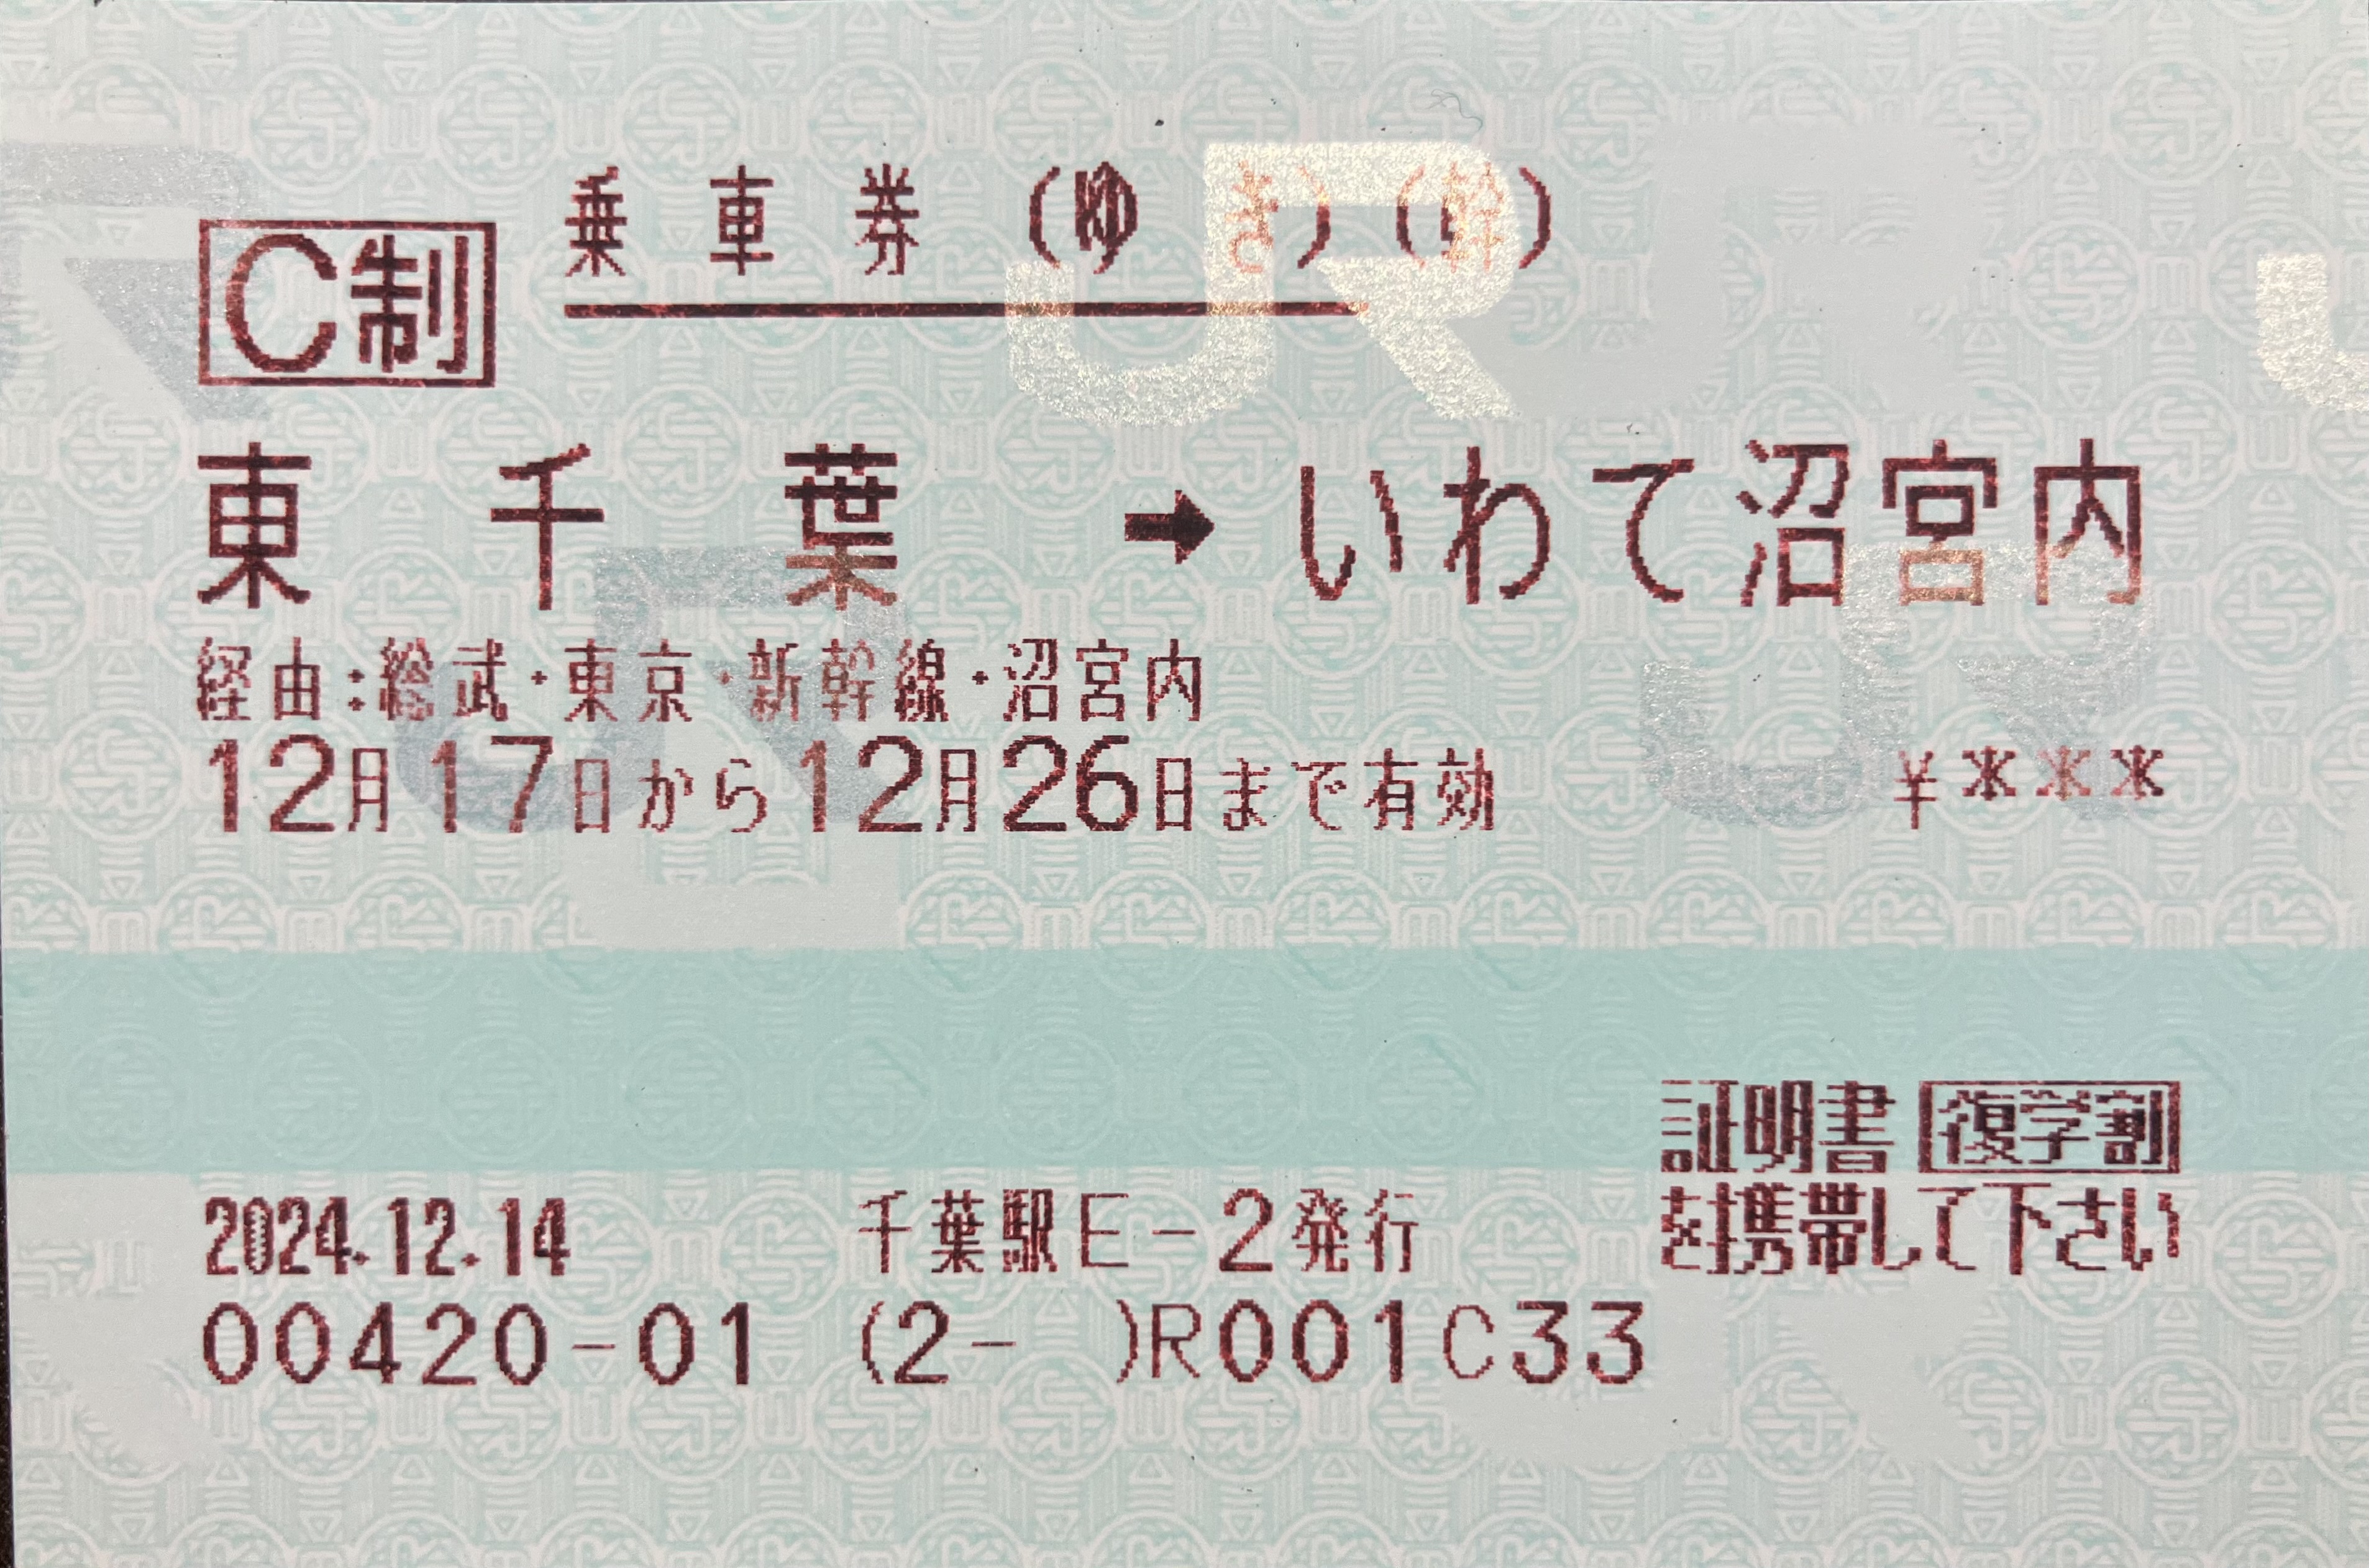 C制 乗車券(ゆき)(幹)
東千葉 → いわて沼宮内
経由:総武・東京・新幹線・沼宮内
12月17日から12月26日まで有効 ¥***
証明書 復学割
を携帯して下さい
2024.12.14 千葉駅E-2発行
00420-01 (2- )R001C33
JR